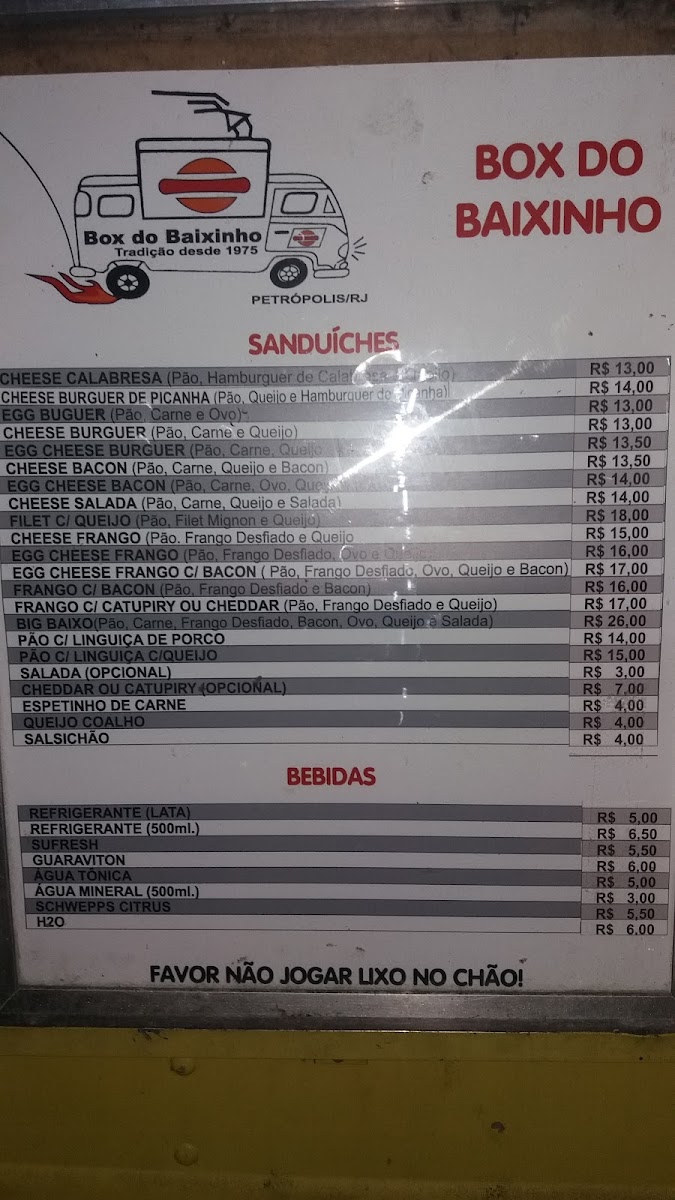 Box do Baixinho
Tradição desde 1975
PETRÓPOLIS/RJ
BOX DO
BAIXINHO
SANDUÍCHES
CHEESE CALABRESA (Pão, Hamburguer de Calabresa e Queijo) R$ 13,00
CHEESE BURGUER DE PICANHA (Pão, Queijo e Hamburguer de Picanha) R$ 14,00
EGG BUGUER (Pão, Carne e Ovo) R$ 13,00
CHEESE BURGUER (Pão, Carne e Queijo) R$ 13,00
EGG CHEESE BURGUER (Pão, Carne, Queijo R$ 13,50
CHEESE BACON (Pão, Carne, Queijo e Bacon) R$ 13,50
EGG CHEESE BACON (Pão, Carne, Ovo, R$ 14,00
CHEESE SALADA (Pão, Carne, Queijo e Salada) R$ 14,00
FILET C/ QUEIJO (Pão, Filet Mignon e Queijo) R$ 18,00
CHEESE FRANGO (Pão. Frango Desfiado e Queijo R$ 15,00
EGG CHEESE FRANGO (Pão, Frango Desfiado, Ovo e Queijo) R$ 16,00
EGG CHEESE FRANGO C/ BACON ( Pão, Frango Desfiado, Ovo, Queijo e Bacon) R$ 17,00
FRANGO C/ BACON (Pão, Frango Desfiado e Bacon) R$ 16,00
FRANGO C/ CATUPIRY OU CHEDDAR (Pão, Frango Desfiado e Queijo) R$ 17,00
BIG BAIXO(Pão, Carne, Frango Desfiado, Bacon, Ovo, Queijo e Salada) R$ 26,00
PÃO C/ LINGUIÇA DE PORCO R$ 14,00
PÃO C/ LINGUIÇA C/QUEIJO R$ 15,00
SALADA (OPCIONAL) R$ 3,00
CHEDDAR OU CATUPIRY (OPCIONAL) R$ 7,00
ESPETINHO DE CARNE R$ 4,00
QUEIJO COALHO R$ 4,00
SALSICHÃO R$ 4,00
BEBIDAS
REFRIGERANTE (LATA) R$ 5,00
REFRIGERANTE (500ml.) R$ 6,50
SUFRESH R$ 5,50
GUARAVITON R$ 6,00
ÁGUA TÔNICA R$ 5,00
ÁGUA MINERAL (500ml.) R$ 3,00
SCHWEPPS CITRUS R$ 5,50
H2O R$ 6,00
FAVOR NÃO JOGAR LIXO NO CHÃO!